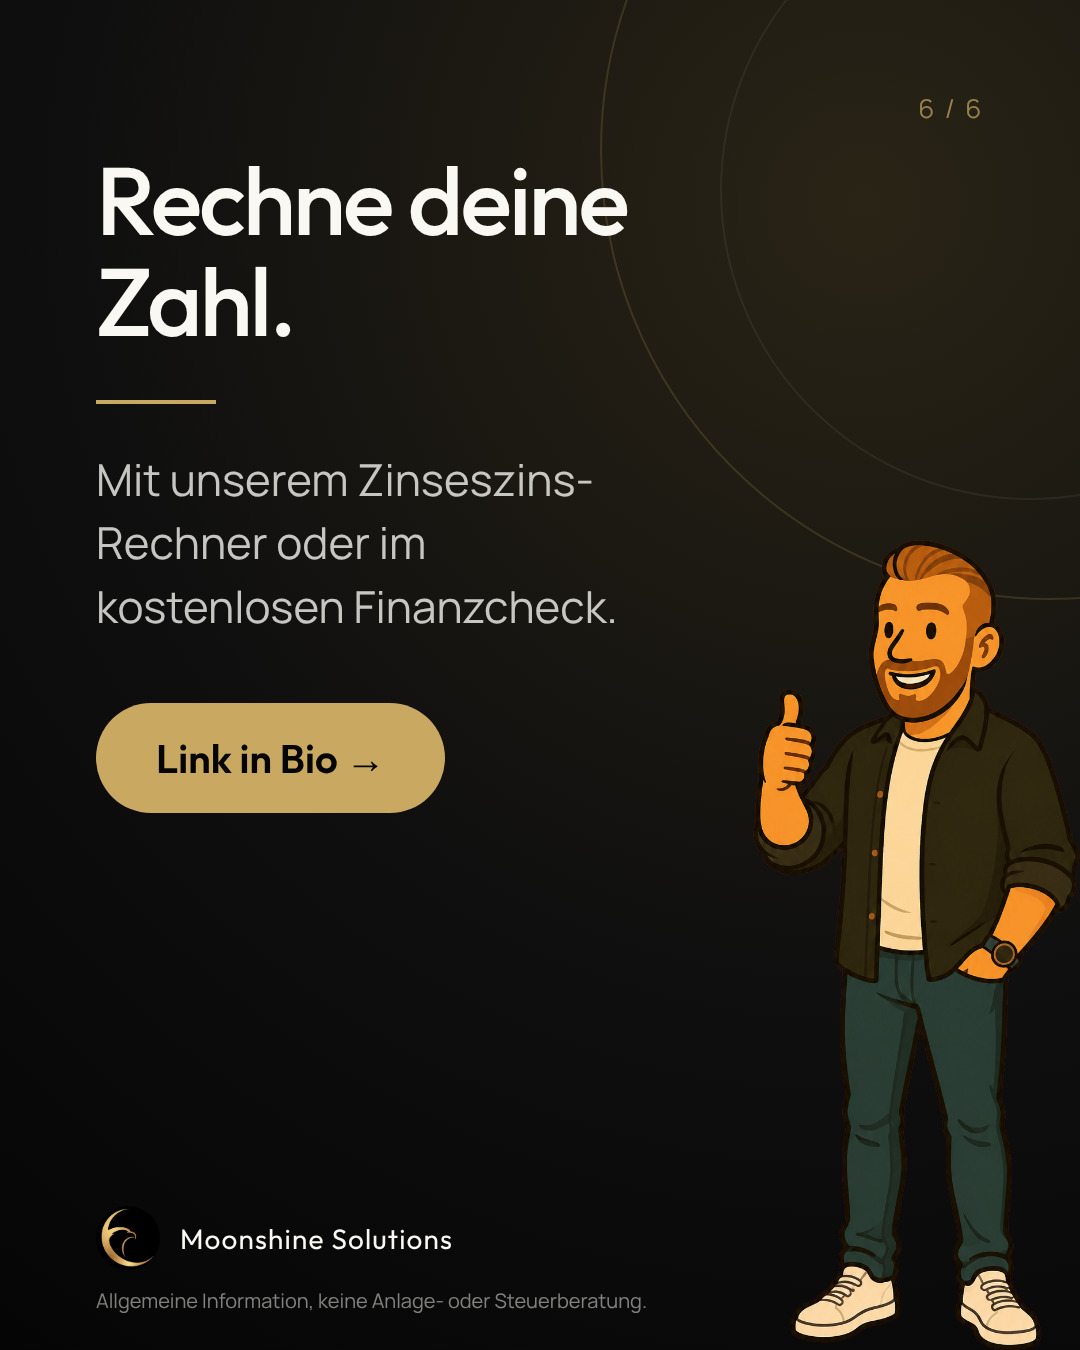 6 / 6
Rechne deine
Zahl.
Mit unserem Zinseszins-
Rechner oder im
kostenlosen Finanzcheck.
Link in Bio →
Moonshine Solutions
Allgemeine Information, keine Anlage- oder Steuerberatung.